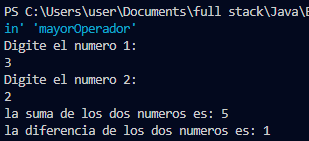 PS C:\Users\user\Documents\full stack\Java\E
in' 'mayorOperador'
Digite el numero 1:
3
Digite el numero 2:
2
la suma de los dos numeros es: 5
la diferencia de los dos numeros es: 1